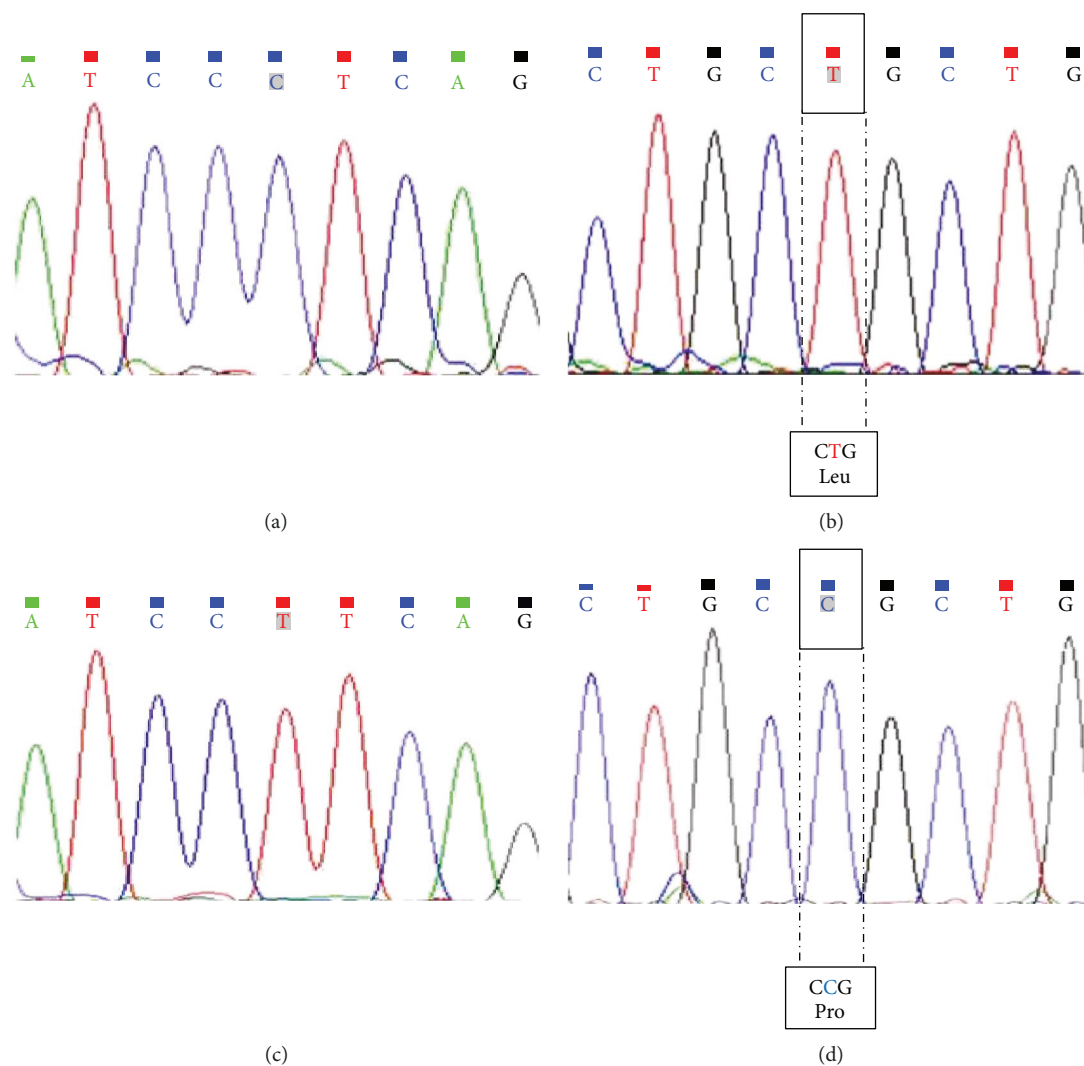 A T C C C T C A G
C T G C T G C T G
CTG
Leu
(a)
(b)
A T C C T T C A G
C T G C C G C T G
CCG
Pro
(c)
(d)